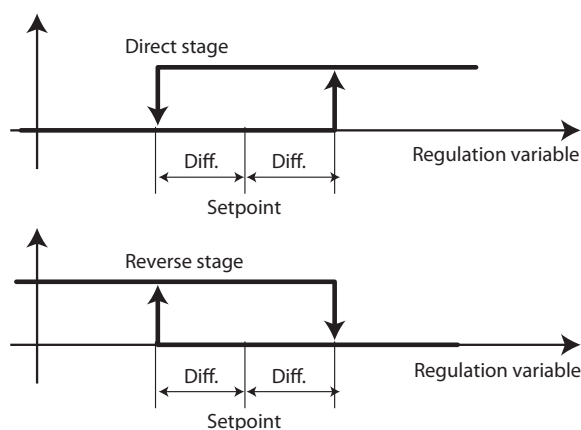 Direct stage
Regulation variable
Diff. Diff.
Setpoint
Reverse stage
Regulation variable
Diff. Diff.
Setpoint